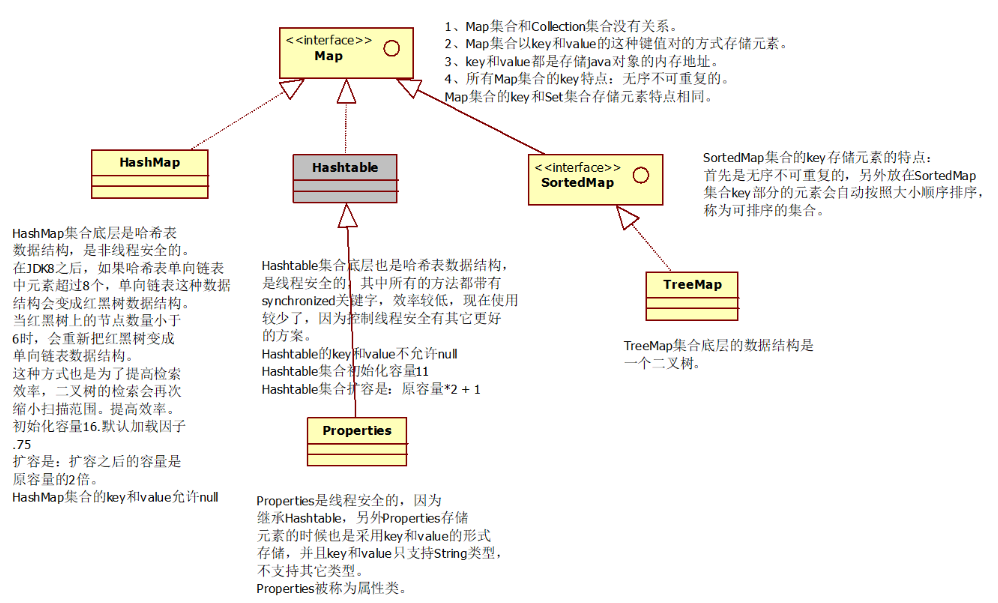 <<interface>>
Map
1、Map集合和Collection集合没有关系。
2、Map集合以key和value的这种键值对的方式存储元素。
3、key和value都是存储java对象的内存地址。
4、所有Map集合的key特点：无序不可重复的。
Map集合的key和Set集合存储元素特点相同。
HashMap
Hashtable
<<interface>>
SortedMap
SortedMap集合的key存储元素的特点：
首先是无序不可重复的，另外放在SortedMap
集合key部分的元素会自动按照大小顺序排序，
称为可排序的集合。
HashMap集合底层是哈希表
数据结构，是非线程安全的。
在JDK8之后，如果哈希表单向链表
中元素超过8个，单向链表这种数据
结构会变成红黑树数据结构。
当红黑树上的节点数量小于
6时，会重新把红黑树变成
单向链表数据结构。
这种方式也是为了提高检索
效率，二叉树的检索会再次
缩小扫描范围。提高效率。
初始化容量16.默认加载因子
.75
扩容是：扩容之后的容量是
原容量的2倍。
HashMap集合的key和value允许null
Hashtable集合底层也是哈希表数据结构，
是线程安全的，其中所有的方法都带有
synchronized关键字，效率较低，现在使用
较少了，因为控制线程安全有其它更好
的方案。
Hashtable的key和value不允许null
Hashtable集合初始化容量11
Hashtable集合扩容是：原容量*2 + 1
TreeMap
TreeMap集合底层的数据结构是
一个二叉树。
Properties
Properties是线程安全的，因为
继承Hashtable，另外Properties存储
元素的时候也是采用key和value的形式
存储，并且key和value只支持String类型，
不支持其它类型。
Properties被称为属性类。